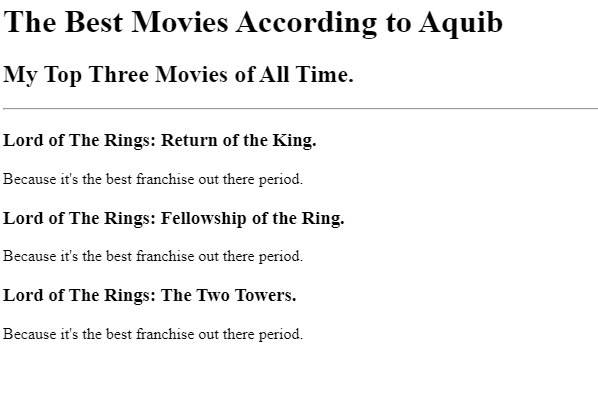 The Best Movies According to Aquib
My Top Three Movies of All Time.
Lord of The Rings: Return of the King.
Because it's the best franchise out there period.
Lord of The Rings: Fellowship of the Ring.
Because it's the best franchise out there period.
Lord of The Rings: The Two Towers.
Because it's the best franchise out there period.